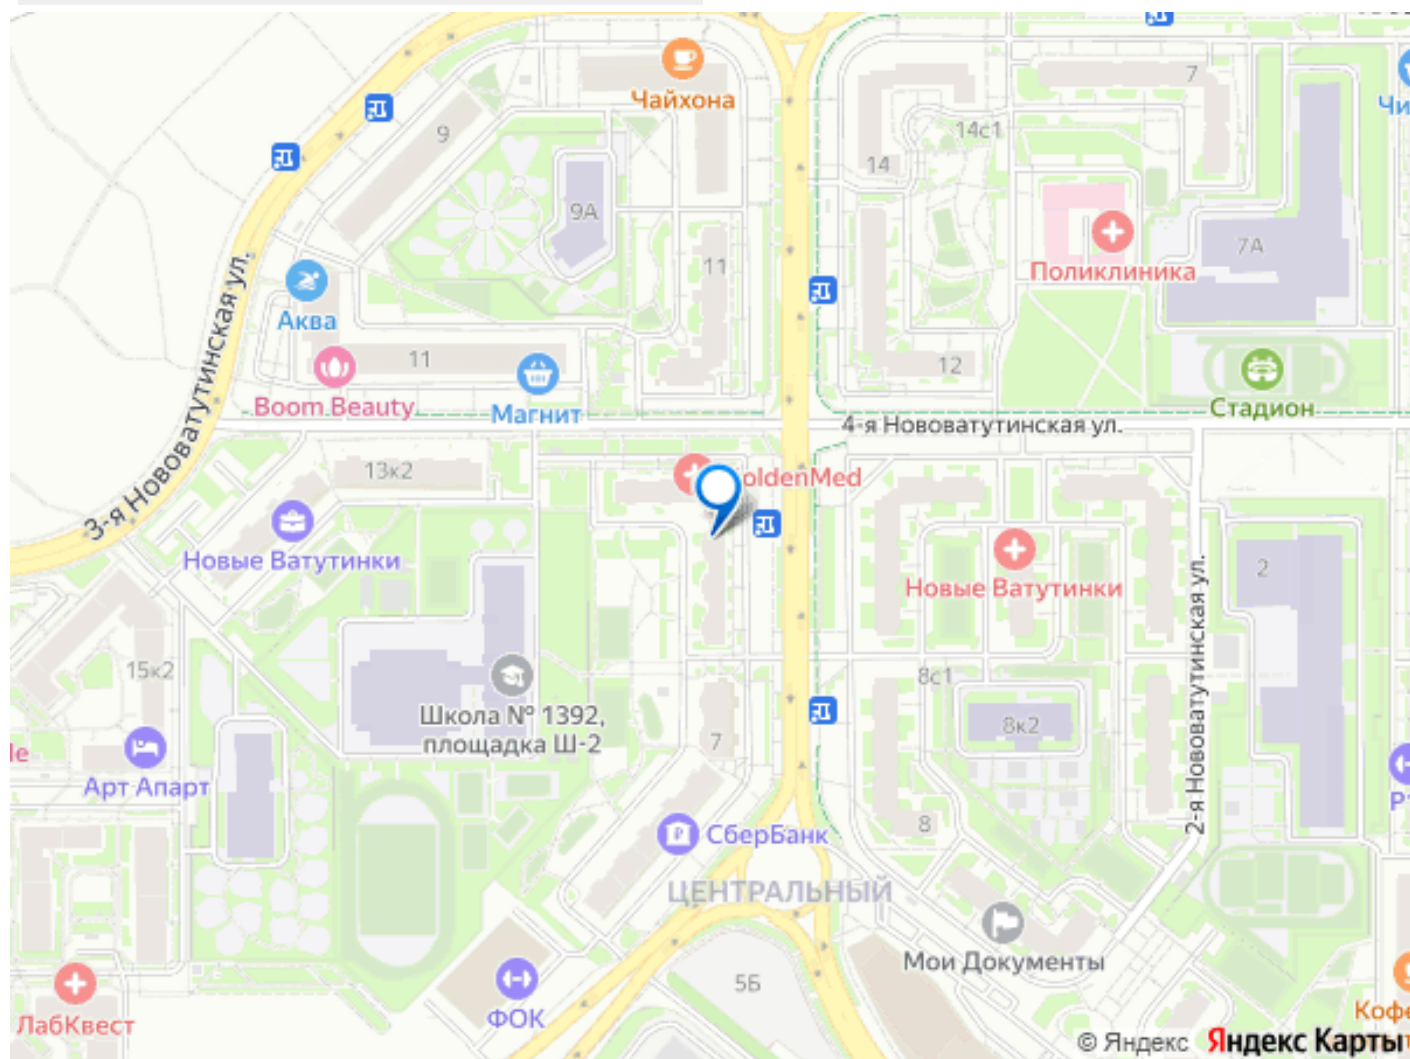 Чайхона
7
9
14с1
14
9А
11
7А
Поликлиника
Аква
11
12
Boom Beauty
Магнит
Стадион
3-я Нововатутинская ул.
4-я Нововатутинская ул.
13к2
oldenMed
Новые Ватутинки
Новые Ватутинки
2
2-я Нововатутинская ул.
15к2
8с1
Школа № 1392,
площадка Ш-2
7
8к2
Арт Апарт
СберБанк
8
ЦЕНТРАЛЬНЫЙ
Мои Документы
5Б
ФОК
ЛабКвест
Кофе
© Яндекс Яндекс Карты